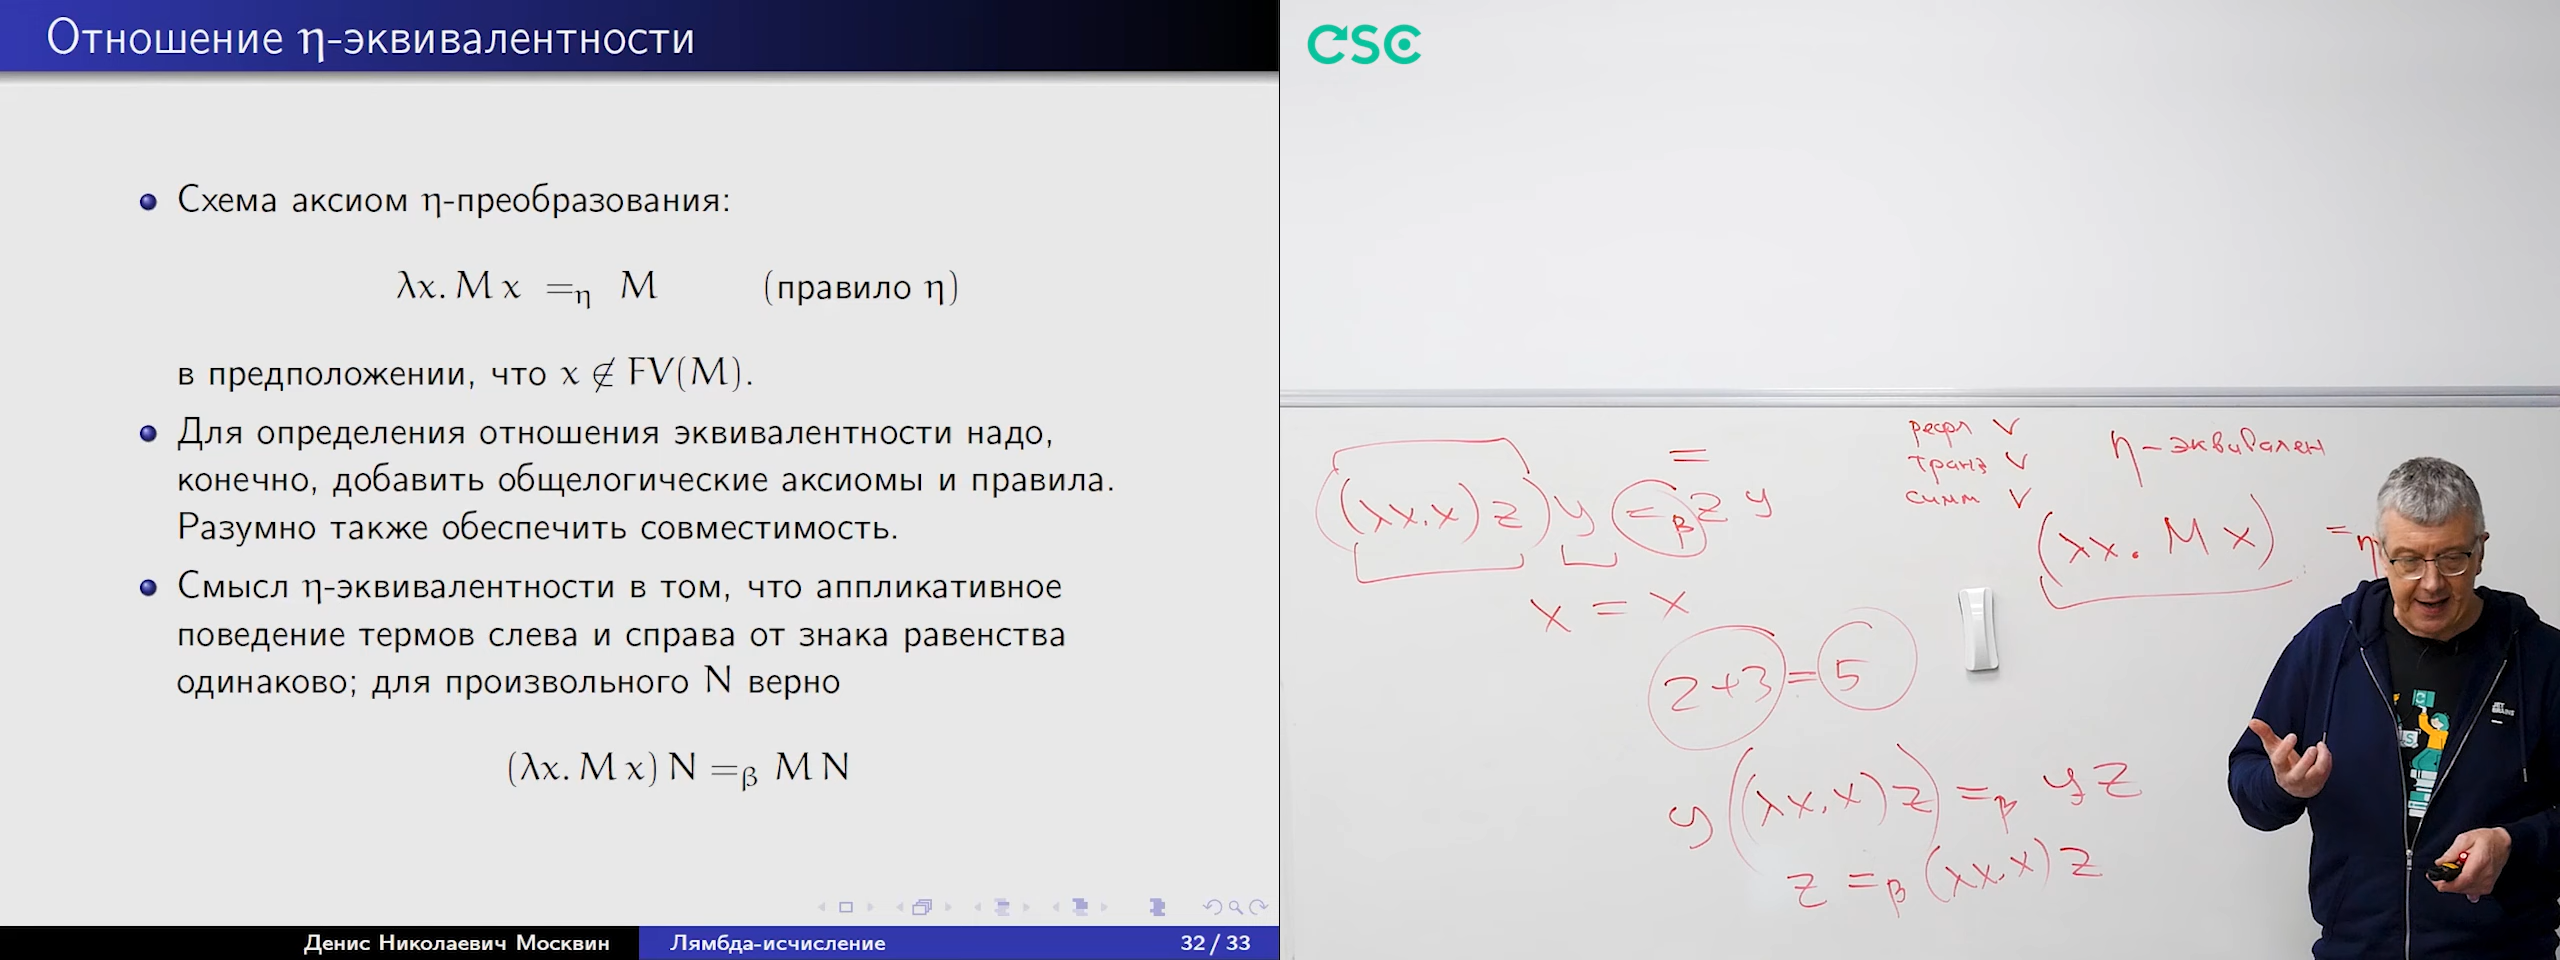 Отношение η-эквивалентности
Схема аксиом η-преобразования:
λx. M x =η M (правило η)
в предположении, что x ∉ FV(M).
Для определения отношения эквивалентности надо,
конечно, добавить общелогические аксиомы и правила.
Разумно также обеспечить совместимость.
Смысл η-эквивалентности в том, что аппликативное
поведение термов слева и справа от знака равенства
одинаково; для произвольного N верно
(λx. M x) N =β M N
Денис Николаевич Москвин
Лямбда-исчисление
32 / 33
CSC
=
((λx.x) z) y =β z y
x = x
2+3 = 5
y ((λx.x) z) =β y z
z =β (λx.x) z
рефл V
транз V
симм V
η-эквивален
(λx. M x) =η